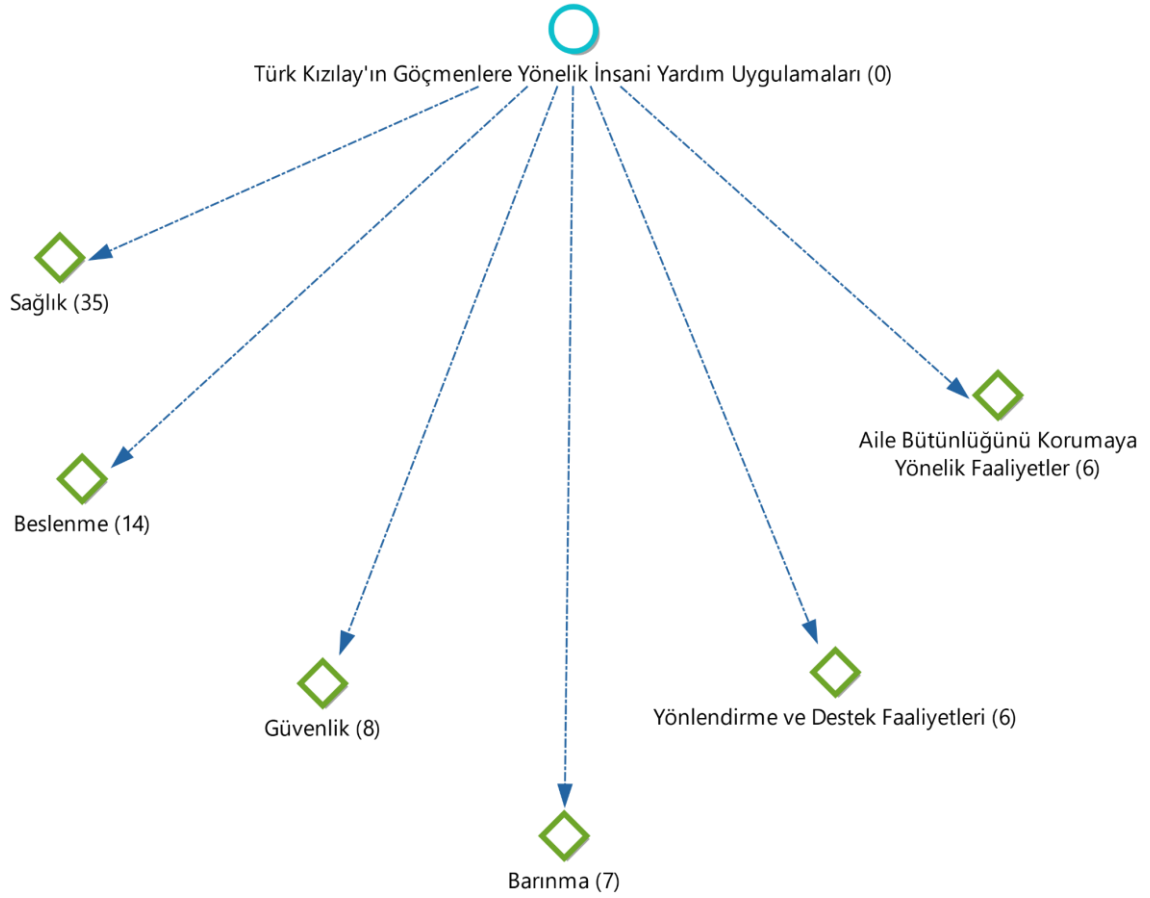 Türk Kızılay'ın Göçmenlere Yönelik İnsani Yardım Uygulamaları (0)
Sağlık (35)
Aile Bütünlüğünü Korumaya
Yönelik Faaliyetler (6)
Beslenme (14)
Güvenlik (8)
Yönlendirme ve Destek Faaliyetleri (6)
Barınma (7)